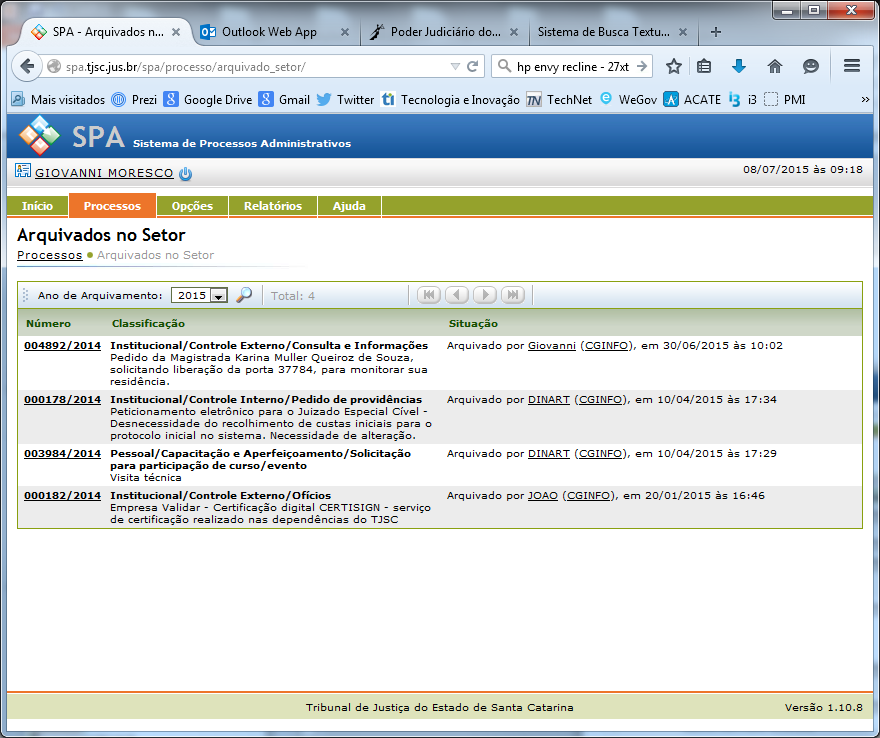 SPA - Arquivados n...
Outlook Web App
Poder Judiciário do...
Sistema de Busca Textu...
spa.tjsc.jus.br/spa/processo/arquivado_setor/
hp envy recline - 27xt
Mais visitados
Prezi
Google Drive
Gmail
Twitter
Tecnologia e Inovação
TechNet
WeGov
ACATE
i3
PMI
SPA Sistema de Processos Administrativos
GIOVANNI MORESCO
08/07/2015 às 09:18
Início
Processos
Opções
Relatórios
Ajuda
Arquivados no Setor
Processos Arquivados no Setor
Ano de Arquivamento: 2015
Total: 4
Número Classificação Situação
004892/2014 Institucional/Controle Externo/Consulta e Informações Arquivado por Giovanni (CGINFO), em 30/06/2015 às 10:02
Pedido da Magistrada Karina Muller Queiroz de Souza,
solicitando liberação da porta 37784, para monitorar sua
residência.
000178/2014 Institucional/Controle Interno/Pedido de providências Arquivado por DINART (CGINFO), em 10/04/2015 às 17:34
Peticionamento eletrônico para o Juizado Especial Cível -
Desnecessidade do recolhimento de custas iniciais para o
protocolo inicial no sistema. Necessidade de alteração.
003984/2014 Pessoal/Capacitação e Aperfeiçoamento/Solicitação Arquivado por DINART (CGINFO), em 10/04/2015 às 17:29
para participação de curso/evento
Visita técnica
000182/2014 Institucional/Controle Externo/Ofícios Arquivado por JOAO (CGINFO), em 20/01/2015 às 16:46
Empresa Validar - Certificação digital CERTISIGN - serviço
de certificação realizado nas dependências do TJSC
Tribunal de Justiça do Estado de Santa Catarina
Versão 1.10.8